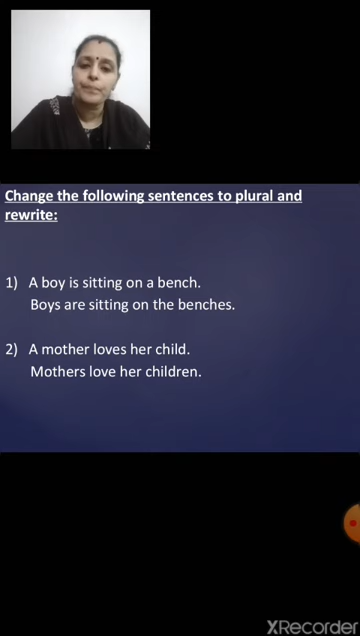 Change the following sentences to plural and
rewrite:
1) A boy is sitting on a bench.
Boys are sitting on the benches.
2) A mother loves her child.
Mothers love her children.
XRecorder